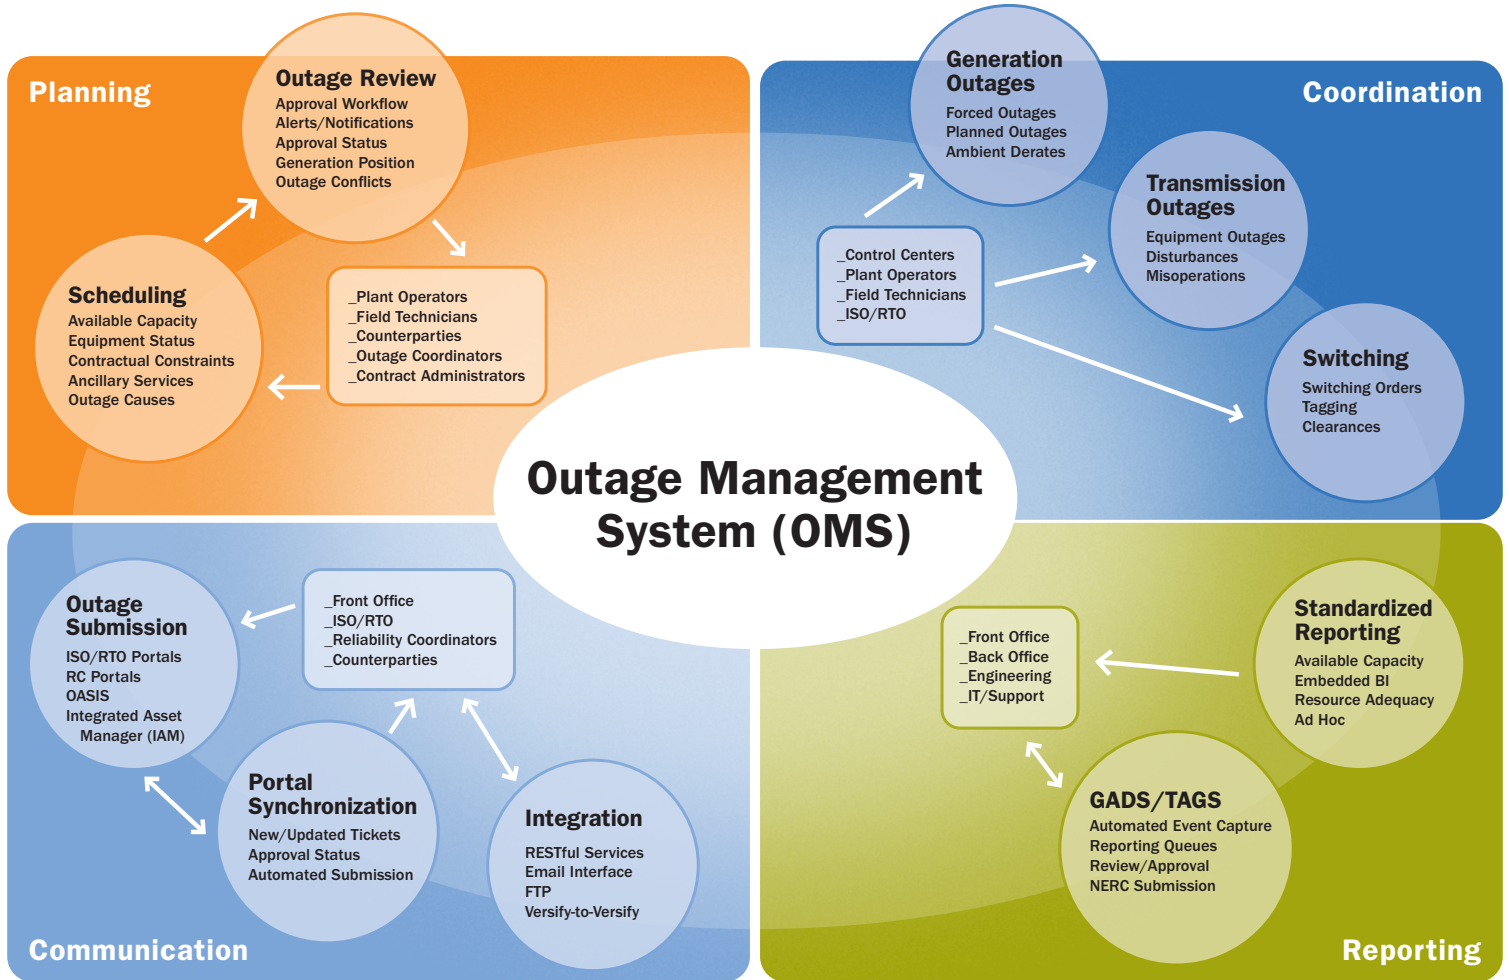 Planning
Outage Review
Approval Workflow
Alerts/Notifications
Approval Status
Generation Position
Outage Conflicts
Scheduling
Available Capacity
Equipment Status
Contractual Constraints
Ancillary Services
Outage Causes
_Plant Operators
_Field Technicians
_Counterparties
_Outage Coordinators
_Contract Administrators
Coordination
Generation
Outages
Forced Outages
Planned Outages
Ambient Derates
_Control Centers
_Plant Operators
_Field Technicians
_ISO/RTO
Transmission
Outages
Equipment Outages
Disturbances
Misoperations
Switching
Switching Orders
Tagging
Clearances
Outage Management
System (OMS)
Outage
Submission
ISO/RTO Portals
RC Portals
OASIS
Integrated Asset
Manager (IAM)
_Front Office
_ISO/RTO
_Reliability Coordinators
_Counterparties
Portal
Synchronization
New/Updated Tickets
Approval Status
Automated Submission
Integration
RESTful Services
Email Interface
FTP
Versify-to-Versify
Communication
_Front Office
_Back Office
_Engineering
_IT/Support
Standardized
Reporting
Available Capacity
Embedded BI
Resource Adequacy
Ad Hoc
GADS/TAGS
Automated Event Capture
Reporting Queues
Review/Approval
NERC Submission
Reporting